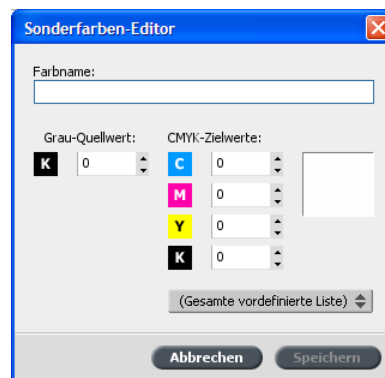 Sonderfarben-Editor
Farbname:
Grau-Quellwert: CMYK-Zielwerte:
K 0 C 0
M 0
Y 0
K 0
(Gesamte vordefinierte Liste)
Abbrechen Speichern